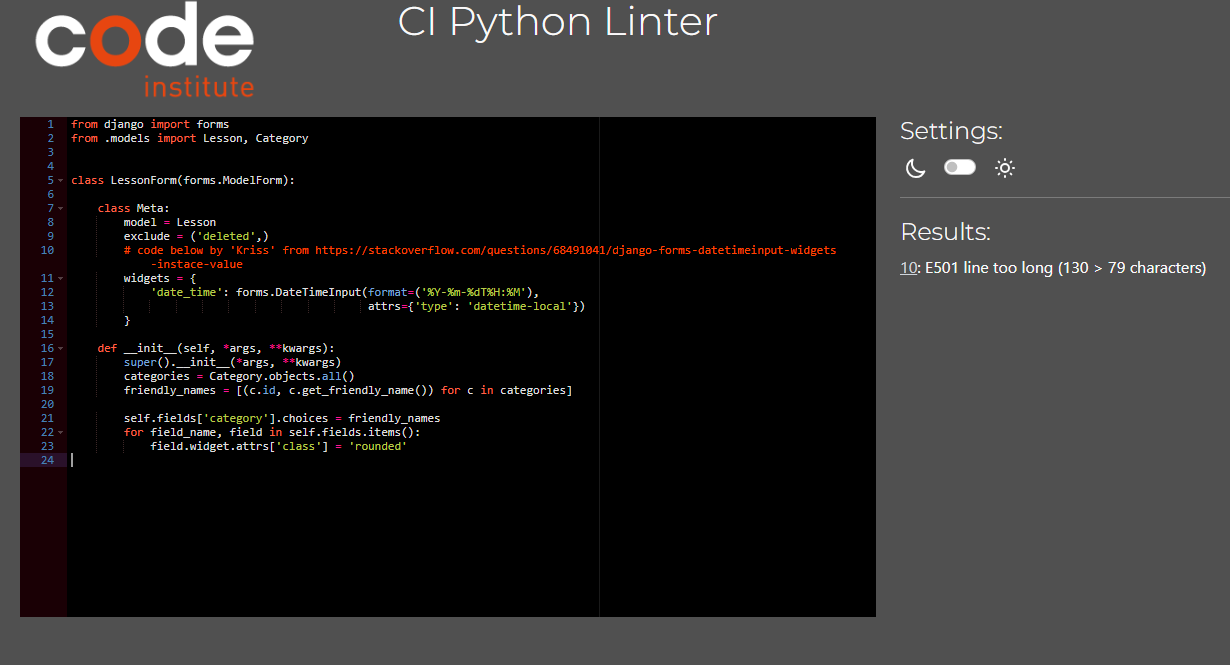 code
institute
CI Python Linter
1 from django import forms
2 from .models import Lesson, Category
3
4
5 class LessonForm(forms.ModelForm):
6
7     class Meta:
8         model = Lesson
9         exclude = ('deleted',)
10         # code below by 'Kriss' from https://stackoverflow.com/questions/68491041/django-forms-datetimeinput-widgets
-instace-value
11         widgets = {
12             'date_time': forms.DateTimeInput(format=('%Y-%m-%dT%H:%M'),
13                                              attrs={'type': 'datetime-local'})
14         }
15
16     def __init__(self, *args, **kwargs):
17         super().__init__(*args, **kwargs)
18         categories = Category.objects.all()
19         friendly_names = [(c.id, c.get_friendly_name()) for c in categories]
20
21         self.fields['category'].choices = friendly_names
22         for field_name, field in self.fields.items():
23             field.widget.attrs['class'] = 'rounded'
24
Settings:
Results:
10: E501 line too long (130 > 79 characters)